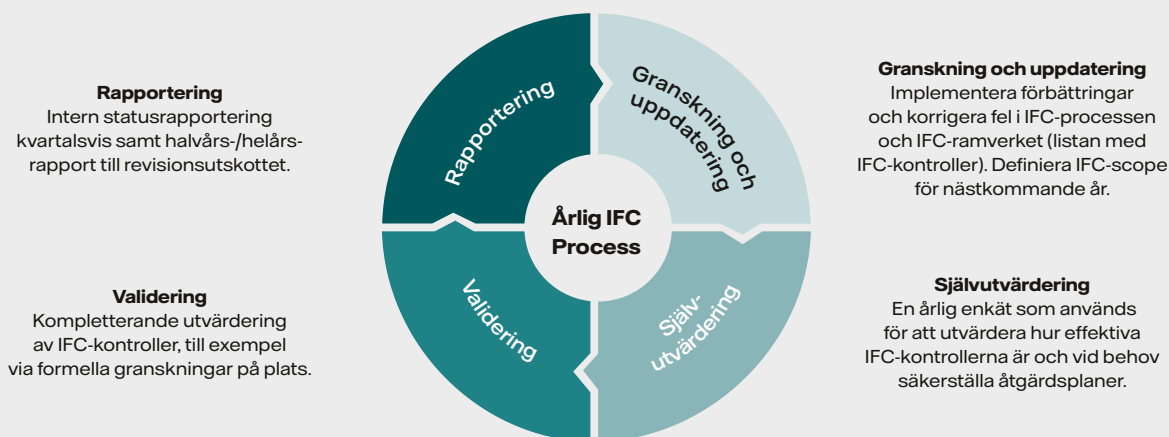 Rapportering
Intern statusrapportering
kvartalsvis samt halvårs-/helårs-
rapport till revisionsutskottet.
Granskning och uppdatering
Implementera förbättringar
och korrigera fel i IFC-processen
och IFC-ramverket (listan med
IFC-kontroller). Definiera IFC-scope
för nästkommande år.
Rapportering
Granskning och
uppdatering
Årlig IFC
Process
Validering
Själv-
utvärdering
Validering
Kompletterande utvärdering
av IFC-kontroller, till exempel
via formella granskningar på plats.
Självutvärdering
En årlig enkät som används
för att utvärdera hur effektiva
IFC-kontrollerna är och vid behov
säkerställa åtgärdsplaner.